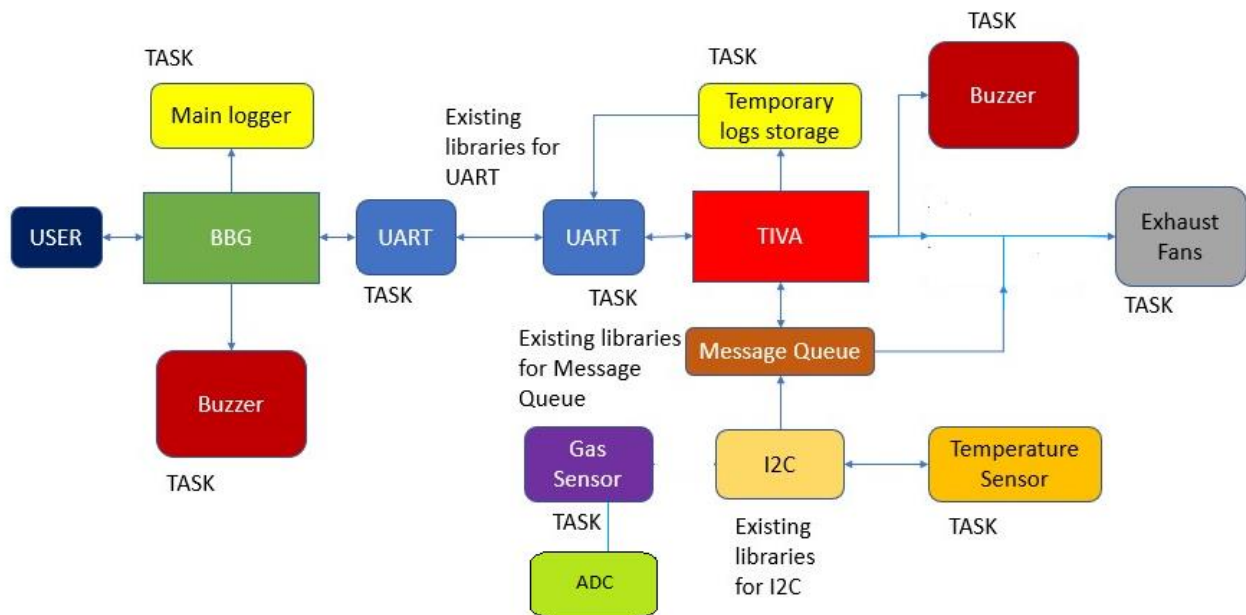 TASK
Main logger
Existing
libraries for
UART
TASK
Temporary
logs storage
TASK
Buzzer
USER
BBG
UART
UART
TIVA
Exhaust
Fans
TASK
TASK
TASK
Buzzer
TASK
Existing libraries
for Message
Queue
Message Queue
Gas
Sensor
TASK
I2C
Temperature
Sensor
TASK
ADC
Existing
libraries
for I2C